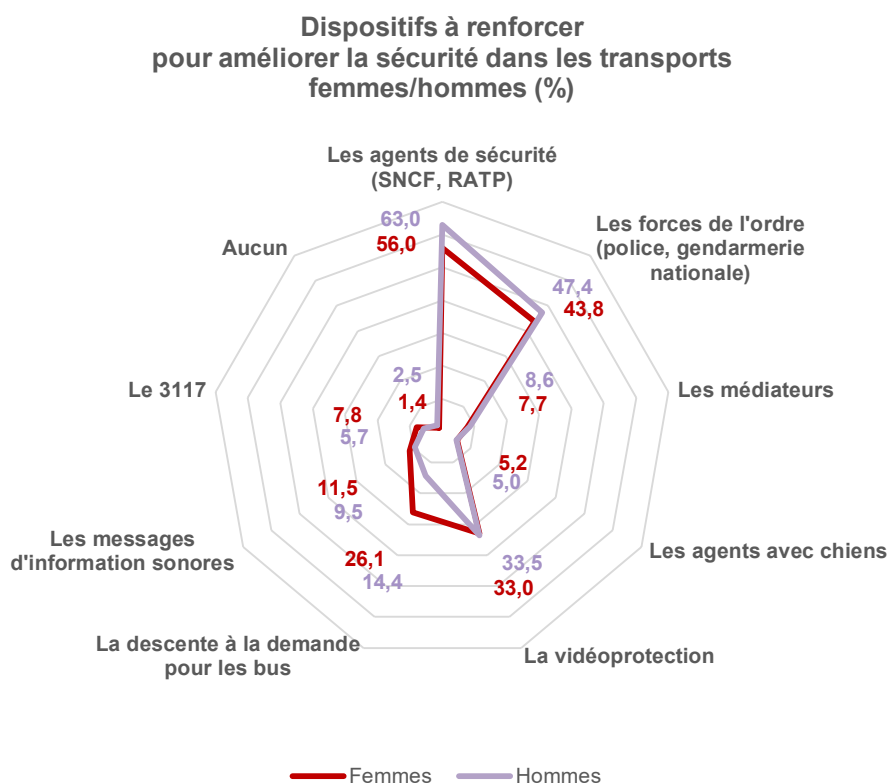 Dispositifs à renforcer
pour améliorer la sécurité dans les transports
femmes/hommes (%)
Les agents de sécurité
(SNCF, RATP)
63,0
56,0
Les forces de l'ordre
(police, gendarmerie
nationale)
47,4
43,8
Les médiateurs
8,6
7,7
Les agents avec chiens
5,2
5,0
La vidéoprotection
33,5
33,0
La descente à la demande
pour les bus
26,1
14,4
Les messages
d'information sonores
11,5
9,5
Le 3117
7,8
5,7
Aucun
2,5
1,4
Femmes
Hommes